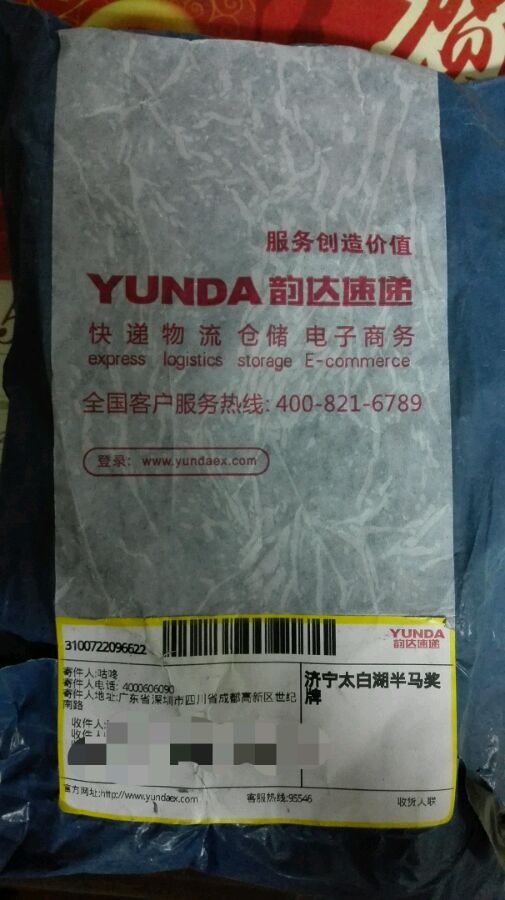 服务创造价值
YUNDA 韵达速递
快递 物流 仓储 电子商务
express logistics storage E-commerce
全国客户服务热线: 400-821-6789
登录: www.yundaex.com
YUNDA
韵达速递
3100722096622
寄件人:咕咚
寄件人电话: 4000606090
寄件人地址:广东省深圳市四川省成都高新区世纪
南路
济宁太白湖半马奖
牌
收件人:
收件人
官方网址:http://www.yundaex.com 客服热线:95546 收货人联